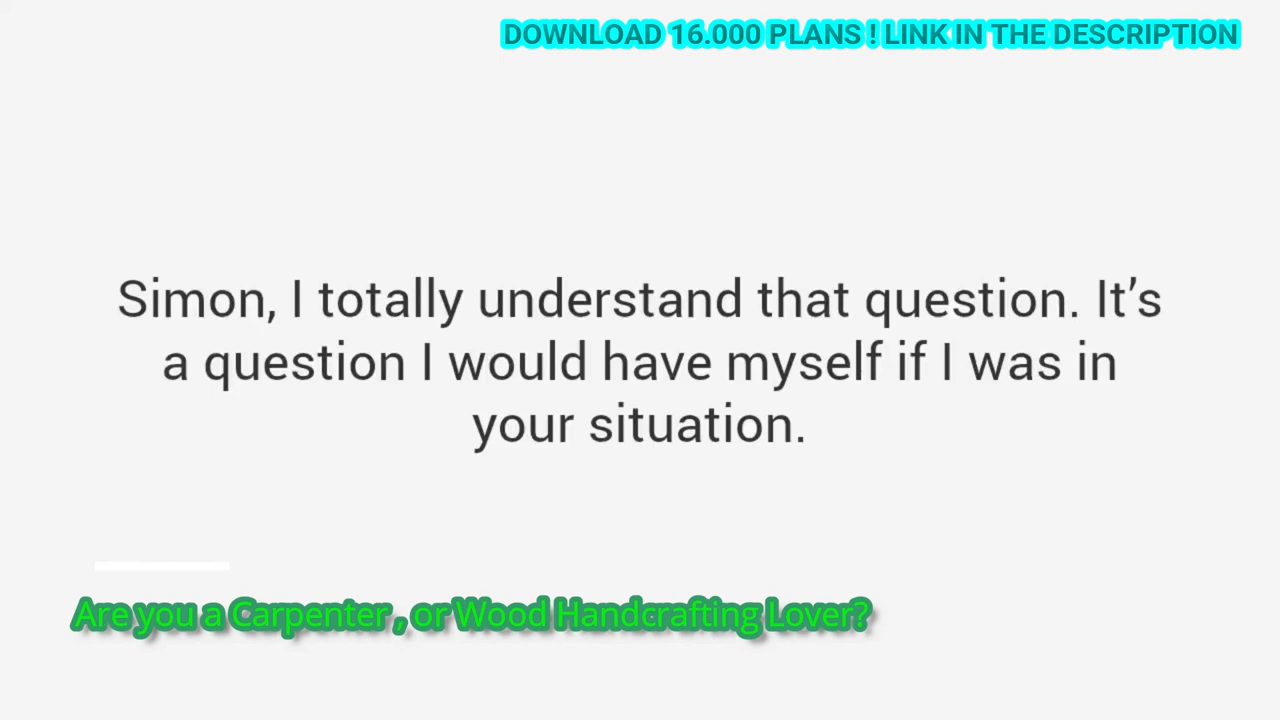 DOWNLOAD 16.000 PLANS ! LINK IN THE DESCRIPTION
Simon, I totally understand that question. It’s
a question I would have myself if I was in
your situation.
Are you a Carpenter , or Wood Handcrafting Lover?